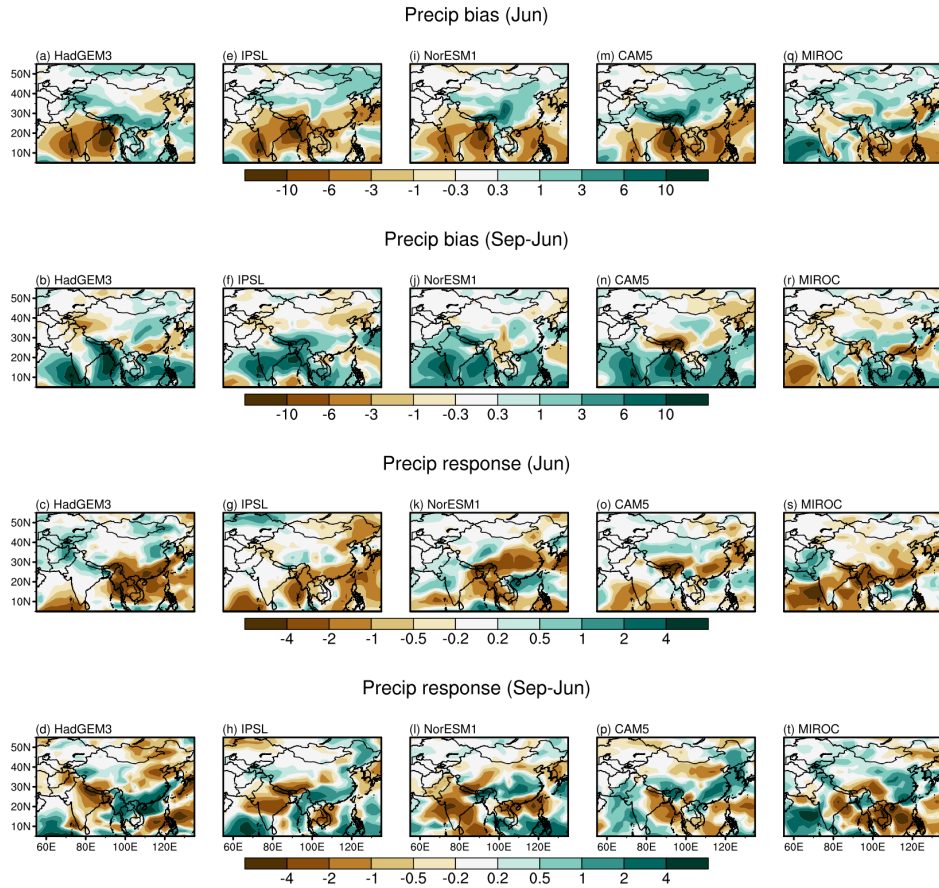 Precip bias (Jun)
(a) HadGEM3 (e) IPSL (i) NorESM1 (m) CAM5 (q) MIROC
50N
40N
30N
20N
10N
-10 -6 -3 -1 -0.3 0.3 1 3 6 10
Precip bias (Sep-Jun)
(b) HadGEM3 (f) IPSL (j) NorESM1 (n) CAM5 (r) MIROC
50N
40N
30N
20N
10N
-10 -6 -3 -1 -0.3 0.3 1 3 6 10
Precip response (Jun)
(c) HadGEM3 (g) IPSL (k) NorESM1 (o) CAM5 (s) MIROC
50N
40N
30N
20N
10N
-4 -2 -1 -0.5 -0.2 0.2 0.5 1 2 4
Precip response (Sep-Jun)
(d) HadGEM3 (h) IPSL (l) NorESM1 (p) CAM5 (t) MIROC
50N
40N
30N
20N
10N
60E 80E 100E 120E 60E 80E 100E 120E 60E 80E 100E 120E 60E 80E 100E 120E 60E 80E 100E 120E
-4 -2 -1 -0.5 -0.2 0.2 0.5 1 2 4